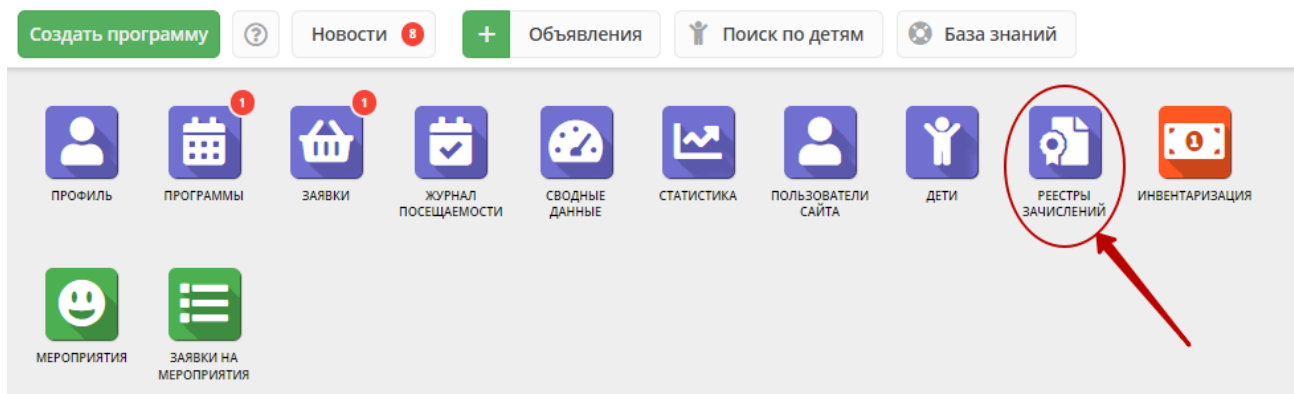 Создать программу ? Новости 8 + Объявления Поиск по детям База знаний
1 1
1
ПРОФИЛЬ ПРОГРАММЫ ЗАЯВКИ ЖУРНАЛ СВОДНЫЕ СТАТИСТИКА ПОЛЬЗОВАТЕЛИ ДЕТИ РЕЕСТРЫ ИНВЕНТАРИЗАЦИЯ
ПОСЕЩАЕМОСТИ ДАННЫЕ САЙТА ЗАЧИСЛЕНИЙ
МЕРОПРИЯТИЯ ЗАЯВКИ НА
МЕРОПРИЯТИЯ